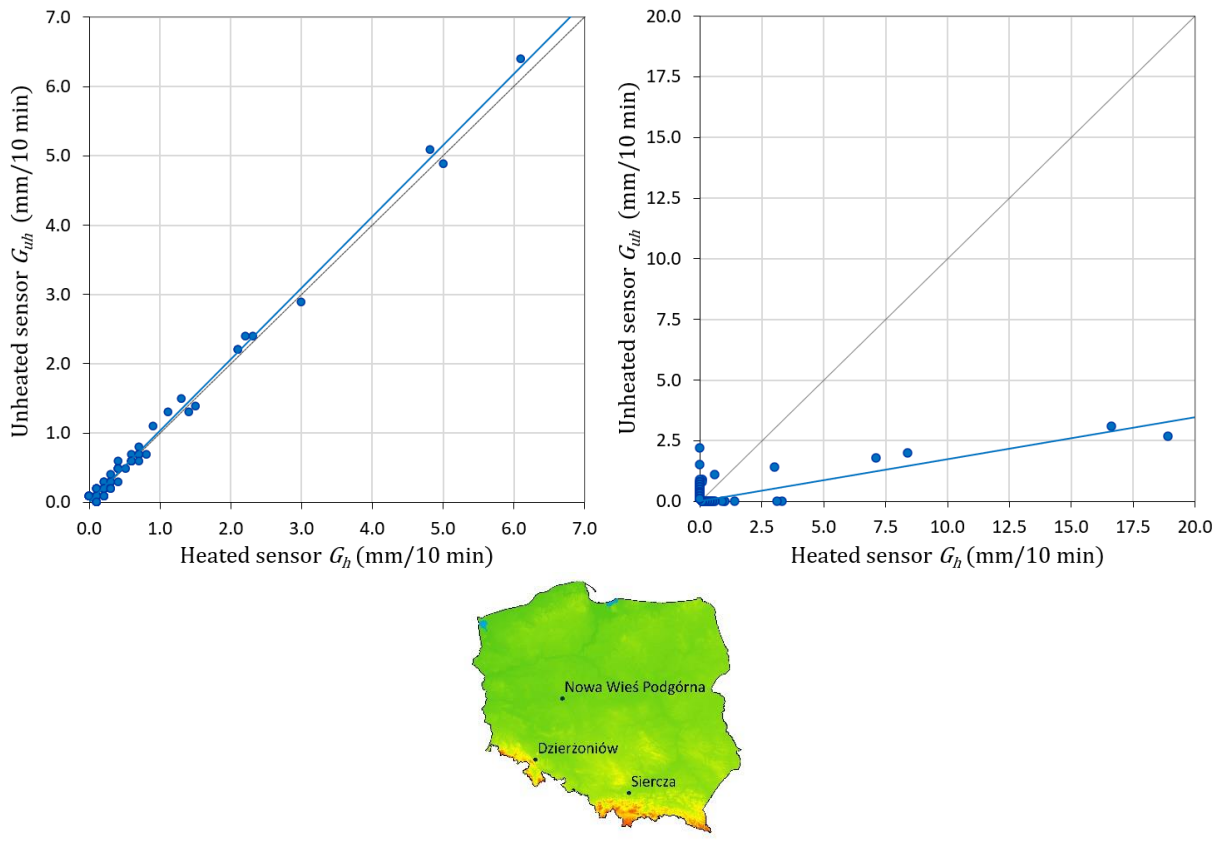 7.0
6.0
5.0
4.0
3.0
2.0
1.0
0.0
Unheated sensor Guh (mm/10 min)
0.0 1.0 2.0 3.0 4.0 5.0 6.0 7.0
Heated sensor Gh (mm/10 min)
20.0
17.5
15.0
12.5
10.0
7.5
5.0
2.5
0.0
Unheated sensor Guh (mm/10 min)
0.0 2.5 5.0 7.5 10.0 12.5 15.0 17.5 20.0
Heated sensor Gh (mm/10 min)
Nowa Wieś Podgórna
Dzierżoniów
Siercza